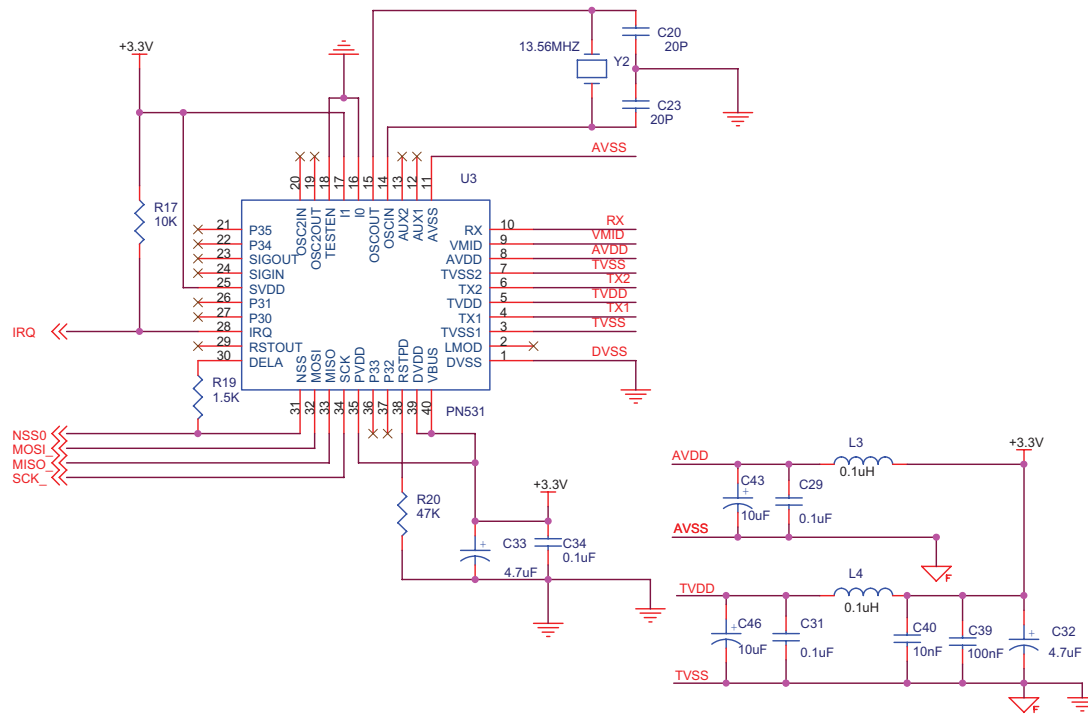 C20
20P
13.56MHZ
Y2
C23
20P
+3.3V
AVSS
U3
20
19
18
17
16
15
14
13
12
11
OSC2IN
OSC2OUT
TESTEN
I1
I0
OSCOUT
OSCIN
AUX2
AUX1
AVSS
R17
10K
21 P35
22 P34
23 SIGOUT
24 SIGIN
25 SVDD
26 P31
27 P30
28 IRQ
29 RSTOUT
30 DELA
RX 10 RX
VMID 9 VMID
AVDD 8 AVDD
TVSS2 7 TVSS
TX2 6 TX2
TVDD 5 TVDD
TX1 4 TX1
TVSS1 3 TVSS
LMOD 2
DVSS 1 DVSS
IRQ
NSS
MOSI
MISO
SCK
PVDD
P33
P32
RSTPD
DVDD
VBUS
R19
1.5K
PN531
31
32
33
34
35
36
37
38
39
40
NSS0
MOSI_
MISO_
SCK_
R20
47K
+3.3V
C33
4.7uF
C34
0.1uF
AVDD
L3
0.1uH
+3.3V
C43
10uF
C29
0.1uF
AVSS
F
TVDD
L4
0.1uH
C46
10uF
C31
0.1uF
C40
10nF
C39
100nF
C32
4.7uF
TVSS
F